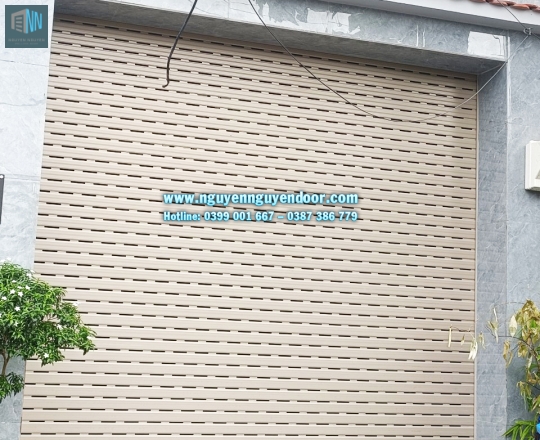 NN
www.nguyennguyendoor.com
Hotline: 0399 001 667 – 0387 386 779